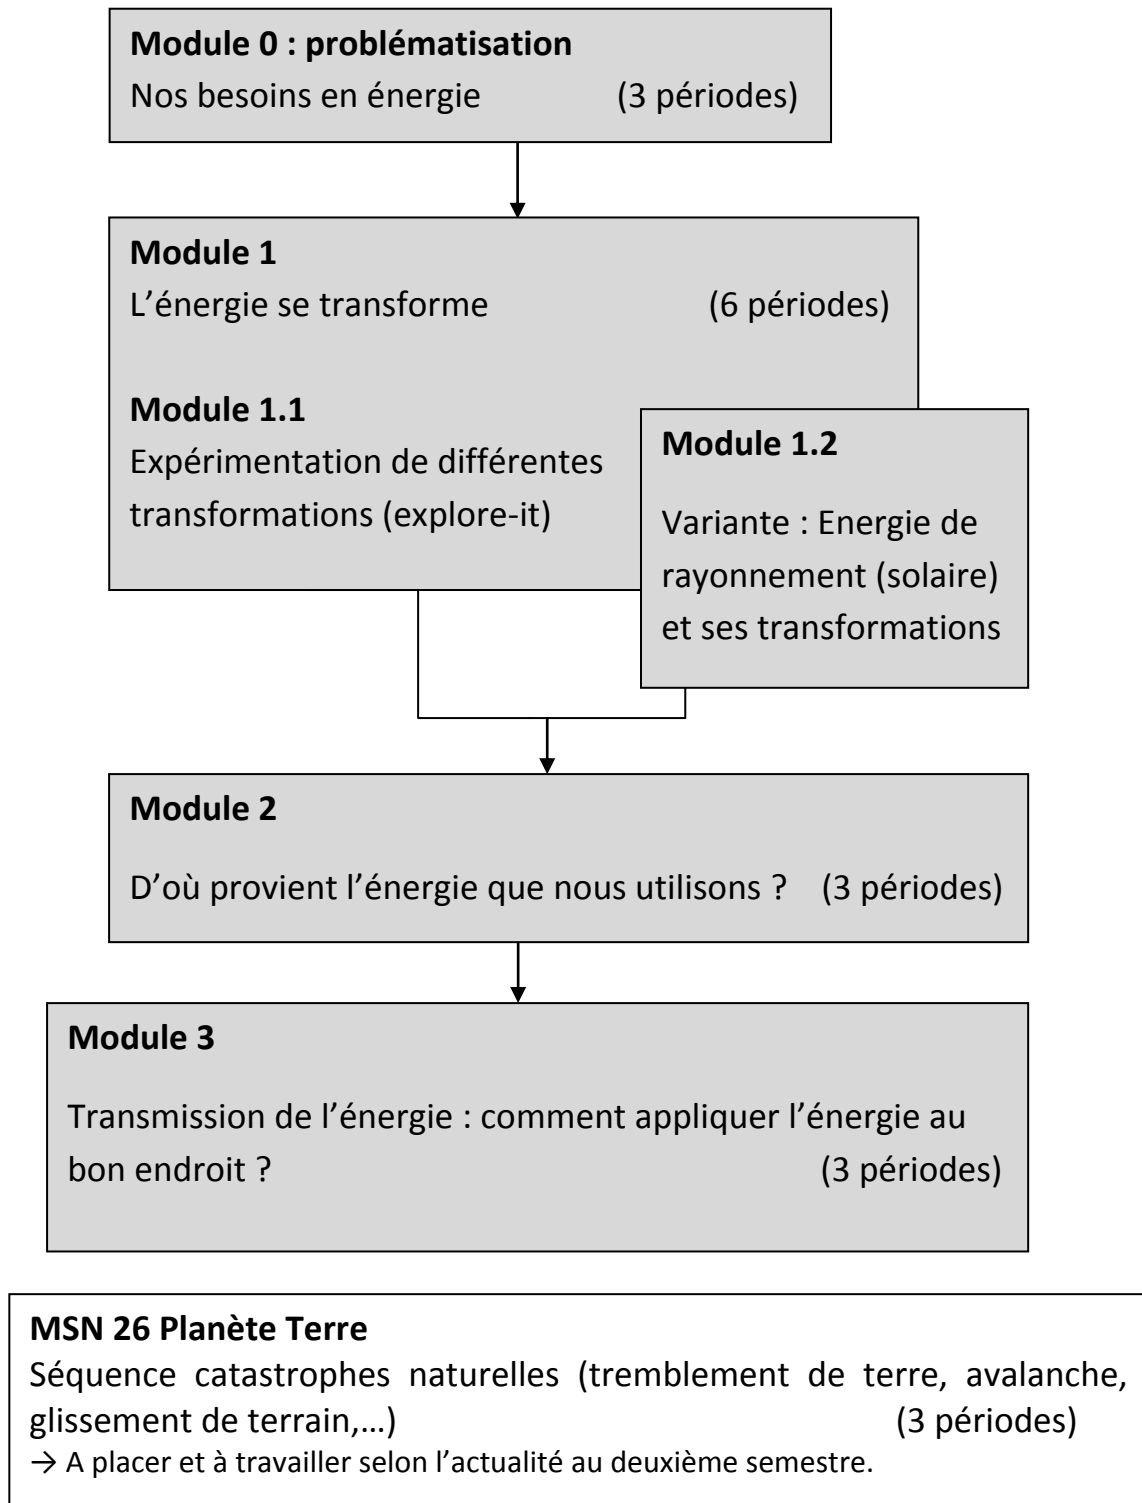 Module 0 : problématisation
Nos besoins en énergie (3 périodes)
Module 1
L’énergie se transforme (6 périodes)
Module 1.1
Expérimentation de différentes
transformations (explore-it)
Module 1.2
Variante : Energie de
rayonnement (solaire)
et ses transformations
Module 2
D’où provient l’énergie que nous utilisons ? (3 périodes)
Module 3
Transmission de l’énergie : comment appliquer l’énergie au
bon endroit ? (3 périodes)
MSN 26 Planète Terre
Séquence catastrophes naturelles (tremblement de terre, avalanche,
glissement de terrain,…) (3 périodes)
→ A placer et à travailler selon l’actualité au deuxième semestre.